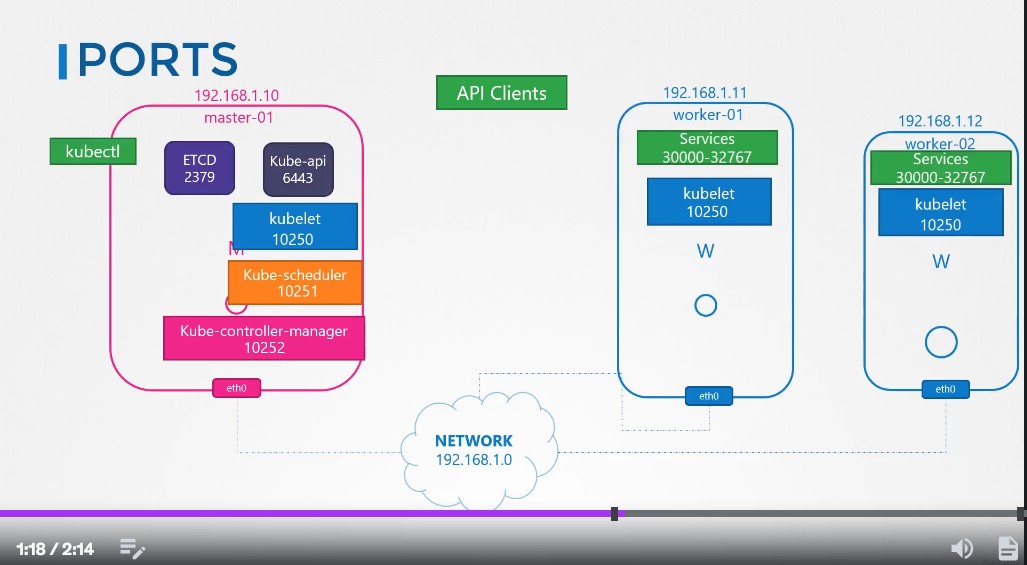 PORTS
192.168.1.10
master-01
kubectl
ETCD
2379
Kube-api
6443
kubelet
10250
M
Kube-scheduler
10251
Kube-controller-manager
10252
eth0
API Clients
192.168.1.11
worker-01
Services
30000-32767
kubelet
10250
W
eth0
192.168.1.12
worker-02
Services
30000-32767
kubelet
10250
W
eth0
NETWORK
192.168.1.0
1:18 / 2:14